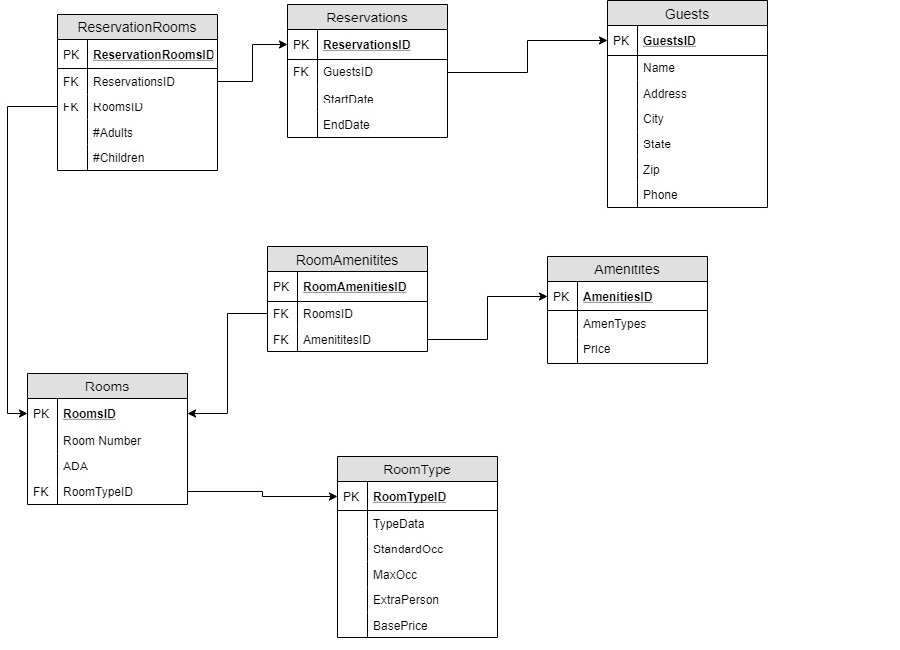 ReservationRooms
PK ReservationRoomsID
FK ReservationsID
FK RoomsID
#Adults
#Children
Reservations
PK ReservationsID
FK GuestsID
StartDate
EndDate
Guests
PK GuestsID
Name
Address
City
State
Zip
Phone
RoomAmenitites
PK RoomAmenitiesID
FK RoomsID
FK AmenititesID
Amenitites
PK AmenitiesID
AmenTypes
Price
Rooms
PK RoomsID
Room Number
ADA
FK RoomTypeID
RoomType
PK RoomTypeID
TypeData
StandardOcc
MaxOcc
ExtraPerson
BasePrice